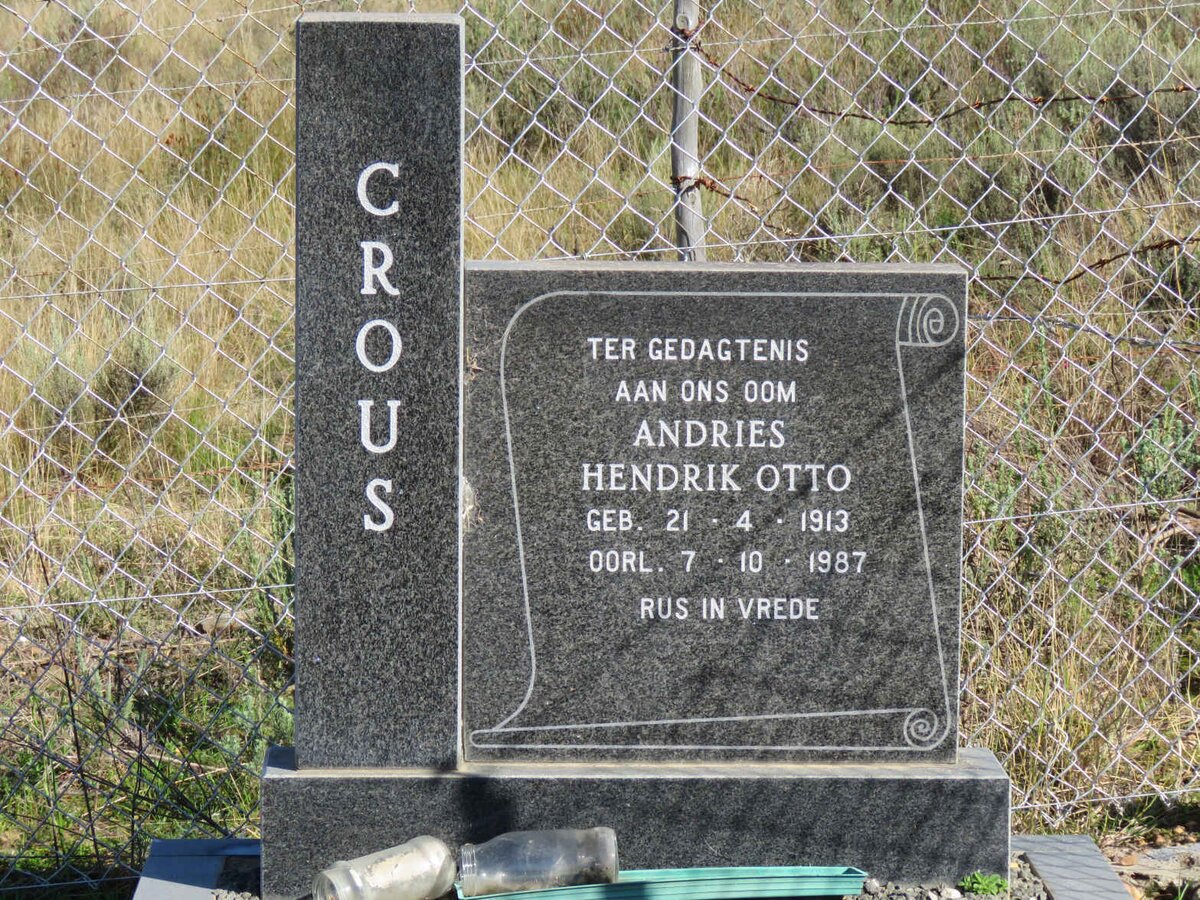 CROUS
TER GEDAGTENIS
AAN ONS OOM
ANDRIES
HENDRIK OTTO
GEB. 21 · 4 · 1913
OORL. 7 · 10 · 1987
RUS IN VREDE